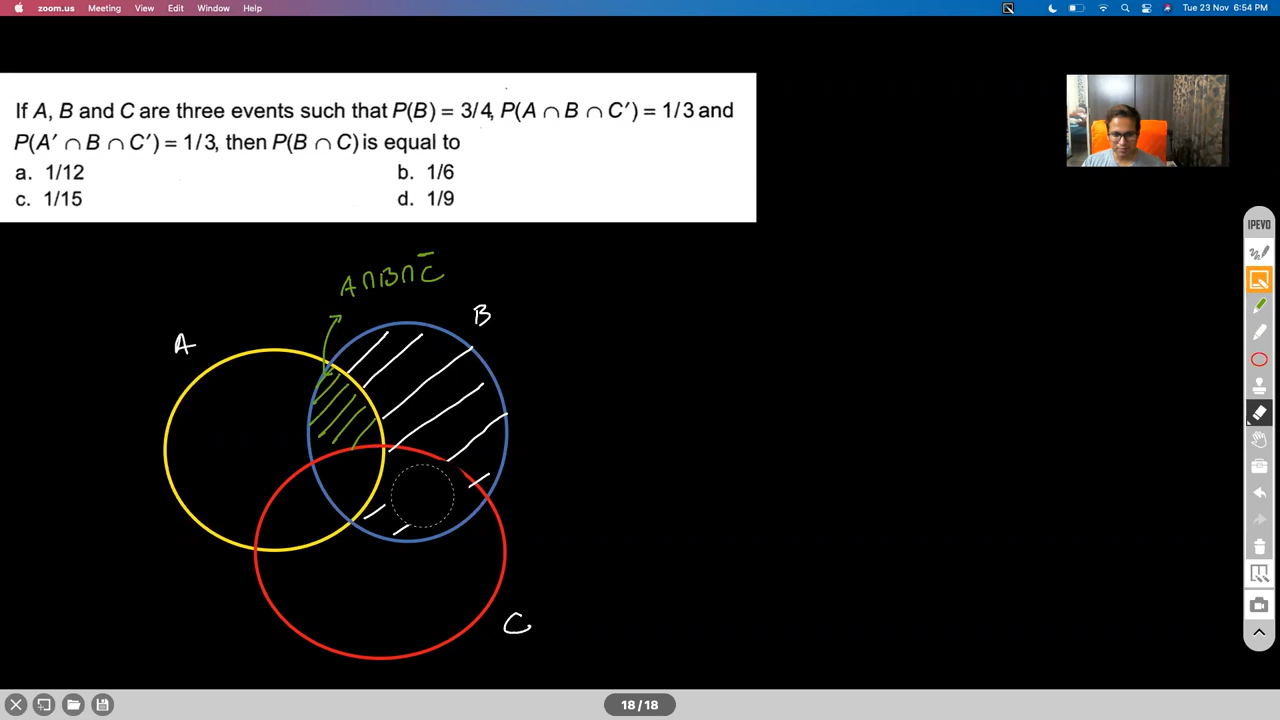 zoom.us Meeting View Edit Window Help Tue 23 Nov 6:54 PM
If A, B and C are three events such that P(B) = 3/4, P(A ∩ B ∩ C′) = 1/3 and
P(A′ ∩ B ∩ C′) = 1/3, then P(B ∩ C) is equal to
a. 1/12 b. 1/6
c. 1/15 d. 1/9
IPEVO
A∩B∩C̅
B
A
C
18 / 18